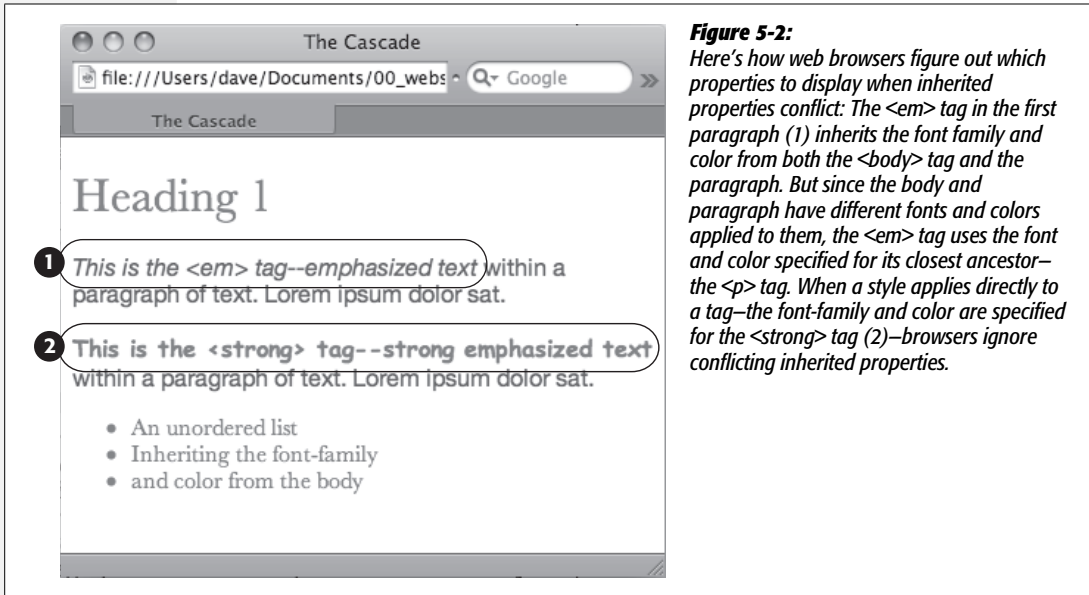 The Cascade
file:///Users/dave/Documents/00_webs
Google
The Cascade
Heading 1
1
This is the <em> tag--emphasized text within a
paragraph of text. Lorem ipsum dolor sat.
2
This is the <strong> tag--strong emphasized text
within a paragraph of text. Lorem ipsum dolor sat.
• An unordered list
• Inheriting the font-family
• and color from the body
Figure 5-2:
Here's how web browsers figure out which
properties to display when inherited
properties conflict: The <em> tag in the first
paragraph (1) inherits the font family and
color from both the <body> tag and the
paragraph. But since the body and
paragraph have different fonts and colors
applied to them, the <em> tag uses the font
and color specified for its closest ancestor—
the <p> tag. When a style applies directly to
a tag—the font-family and color are specified
for the <strong> tag (2)—browsers ignore
conflicting inherited properties.